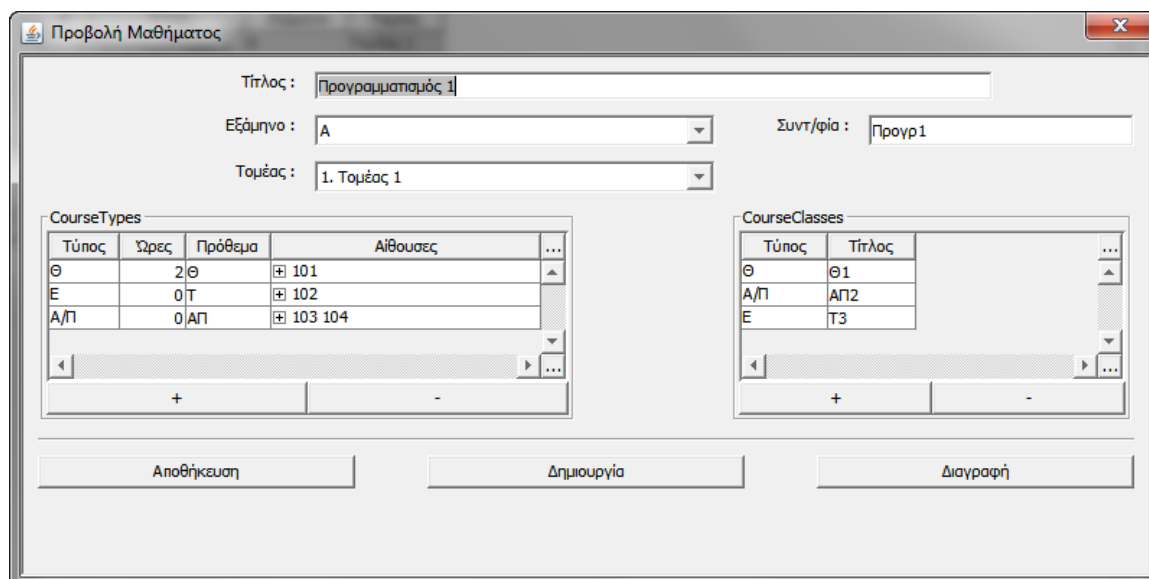 Προβολή Μαθήματος
Τίτλος : Προγραμματισμός 1
Εξάμηνο : Α Συντ/φία : Προγρ1
Τομέας : 1. Τομέας 1
CourseTypes CourseClasses
Τύπος Ώρες Πρόθεμα Αίθουσες ... Τύπος Τίτλος ...
Θ 2 Θ 101 Θ Θ1
Ε 0 Τ 102 Α/Π ΑΠ2
Α/Π 0 ΑΠ 103 104 Ε Τ3
... ...
+ - + -
Αποθήκευση Δημιουργία Διαγραφή